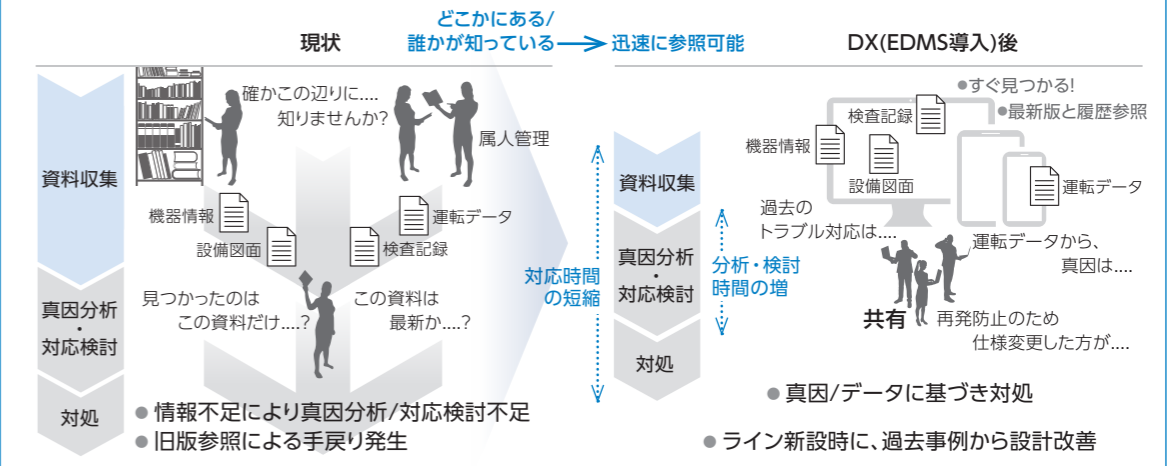 どこかにある/
誰かが知っている
迅速に参照可能
現状
DX(EDMS導入)後
資料収集
真因分析
・
対応検討
対処
確かこの辺りに....
知りませんか?
属人管理
機器情報
設備図面
運転データ
検査記録
見つかったのは
この資料だけ....?
この資料は
最新か....?
● 情報不足により真因分析/対応検討不足
● 旧版参照による手戻り発生
対応時間
の短縮
資料収集
真因分析
・
対応検討
対処
分析・検討
時間の増
●すぐ見つかる!
●最新版と履歴参照
検査記録
機器情報
設備図面
運転データ
過去の
トラブル対応は....
運転データから、
真因は....
共有
再発防止のため
仕様変更した方が....
● 真因/データに基づき対処
● ライン新設時に、過去事例から設計改善